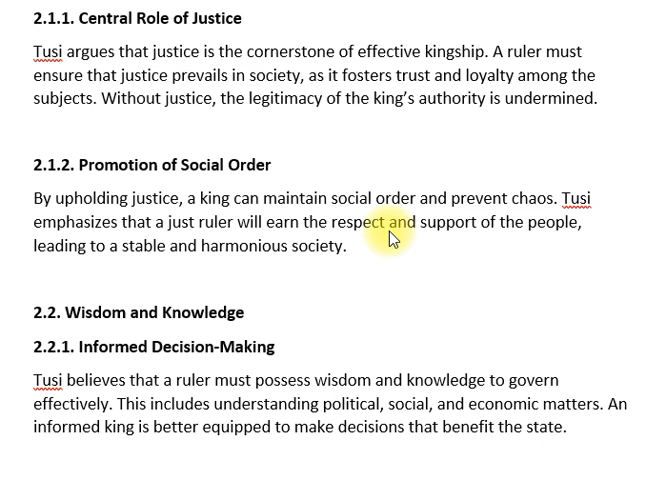 2.1.1. Central Role of Justice
Tusi argues that justice is the cornerstone of effective kingship. A ruler must
ensure that justice prevails in society, as it fosters trust and loyalty among the
subjects. Without justice, the legitimacy of the king’s authority is undermined.
2.1.2. Promotion of Social Order
By upholding justice, a king can maintain social order and prevent chaos. Tusi
emphasizes that a just ruler will earn the respect and support of the people,
leading to a stable and harmonious society.
2.2. Wisdom and Knowledge
2.2.1. Informed Decision-Making
Tusi believes that a ruler must possess wisdom and knowledge to govern
effectively. This includes understanding political, social, and economic matters. An
informed king is better equipped to make decisions that benefit the state.